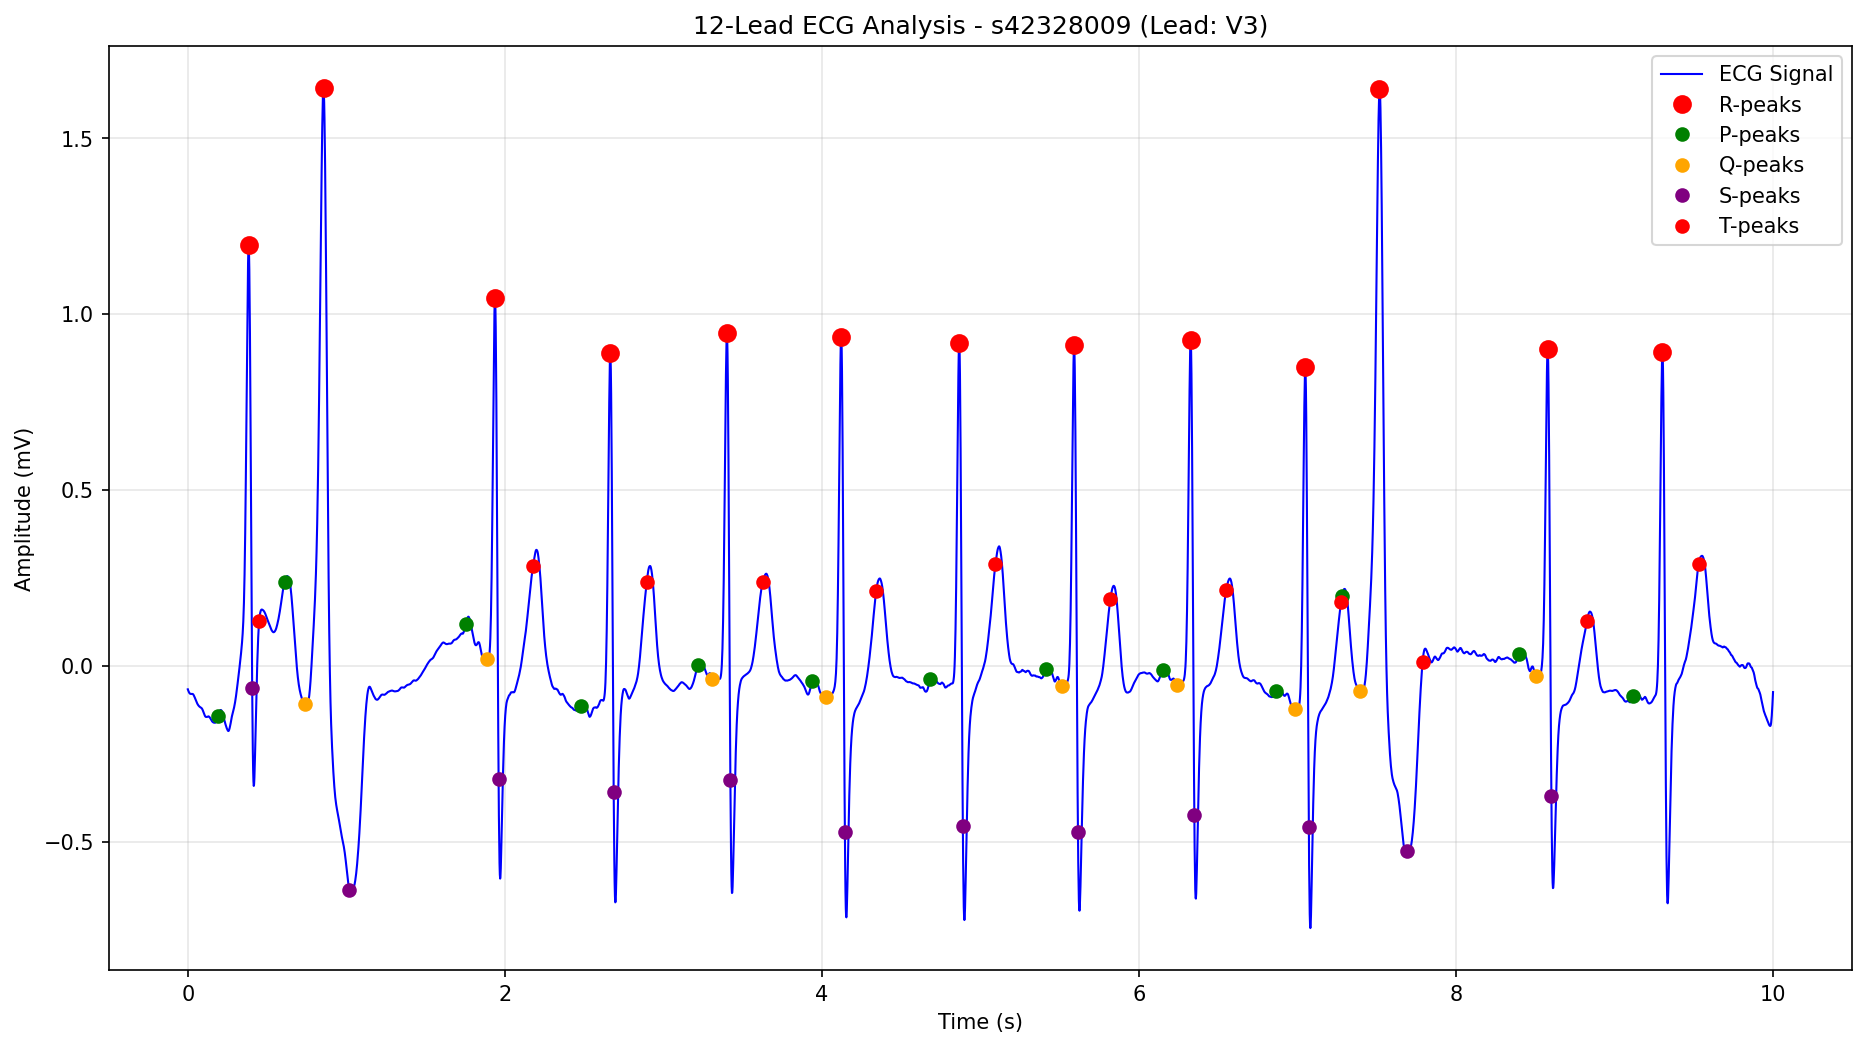 12-Lead ECG Analysis - s42328009 (Lead: V3)
ECG Signal
R-peaks
P-peaks
Q-peaks
S-peaks
T-peaks
Amplitude (mV)
1.5
1.0
0.5
0.0
−0.5
0 2 4 6 8 10
Time (s)